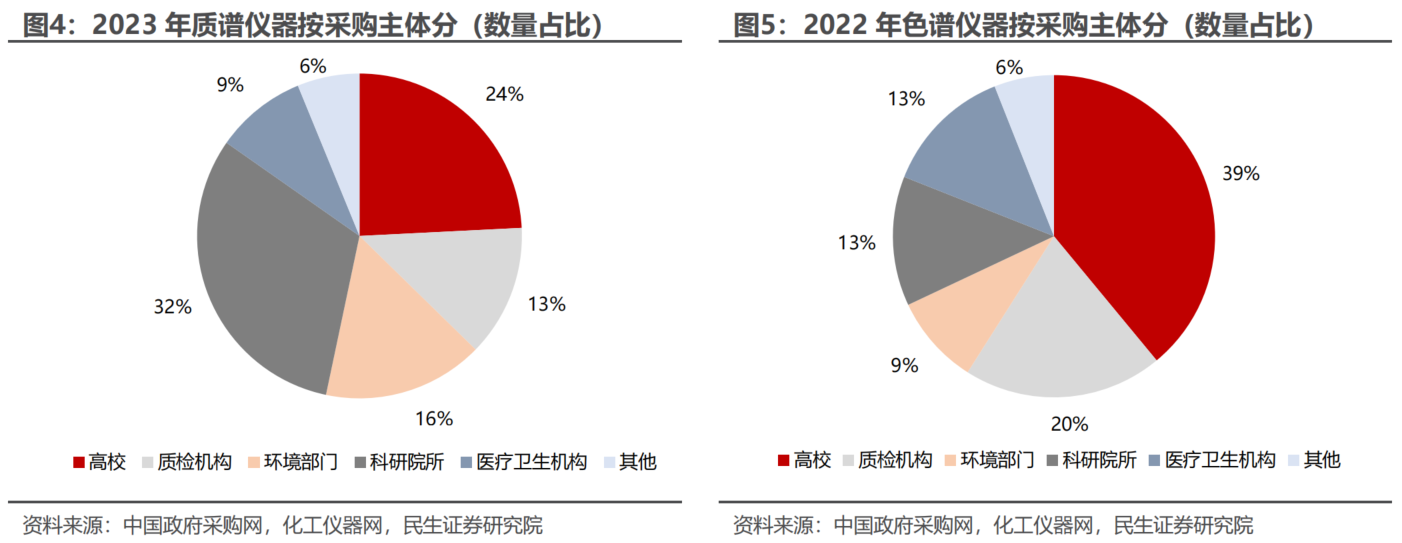 图4：2023 年质谱仪器按采购主体分（数量占比）
6%
9%
24%
32%
13%
16%
高校 质检机构 环境部门 科研院所 医疗卫生机构 其他
资料来源：中国政府采购网，化工仪器网，民生证券研究院
图5：2022 年色谱仪器按采购主体分（数量占比）
6%
13%
39%
13%
9%
20%
高校 质检机构 环境部门 科研院所 医疗卫生机构 其他
资料来源：中国政府采购网，化工仪器网，民生证券研究院